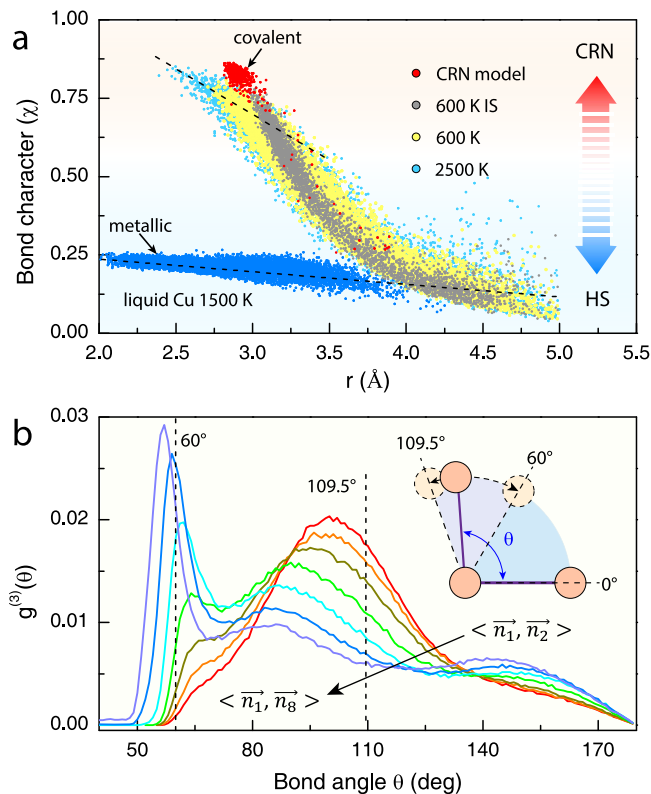 a
Bond character (χ)
1.00
0.75
0.50
0.25
0.00
covalent
metallic
liquid Cu 1500 K
CRN model
600 K IS
600 K
2500 K
CRN
HS
2.0 2.5 3.0 3.5 4.0 4.5 5.0 5.5
r (Å)
b
g⁽³⁾(θ)
0.03
0.02
0.01
0.00
60°
109.5°
109.5°
60°
θ
0°
< n⃗₁, n⃗₂ >
< n⃗₁, n⃗₈ >
50 80 110 140 170
Bond angle θ (deg)